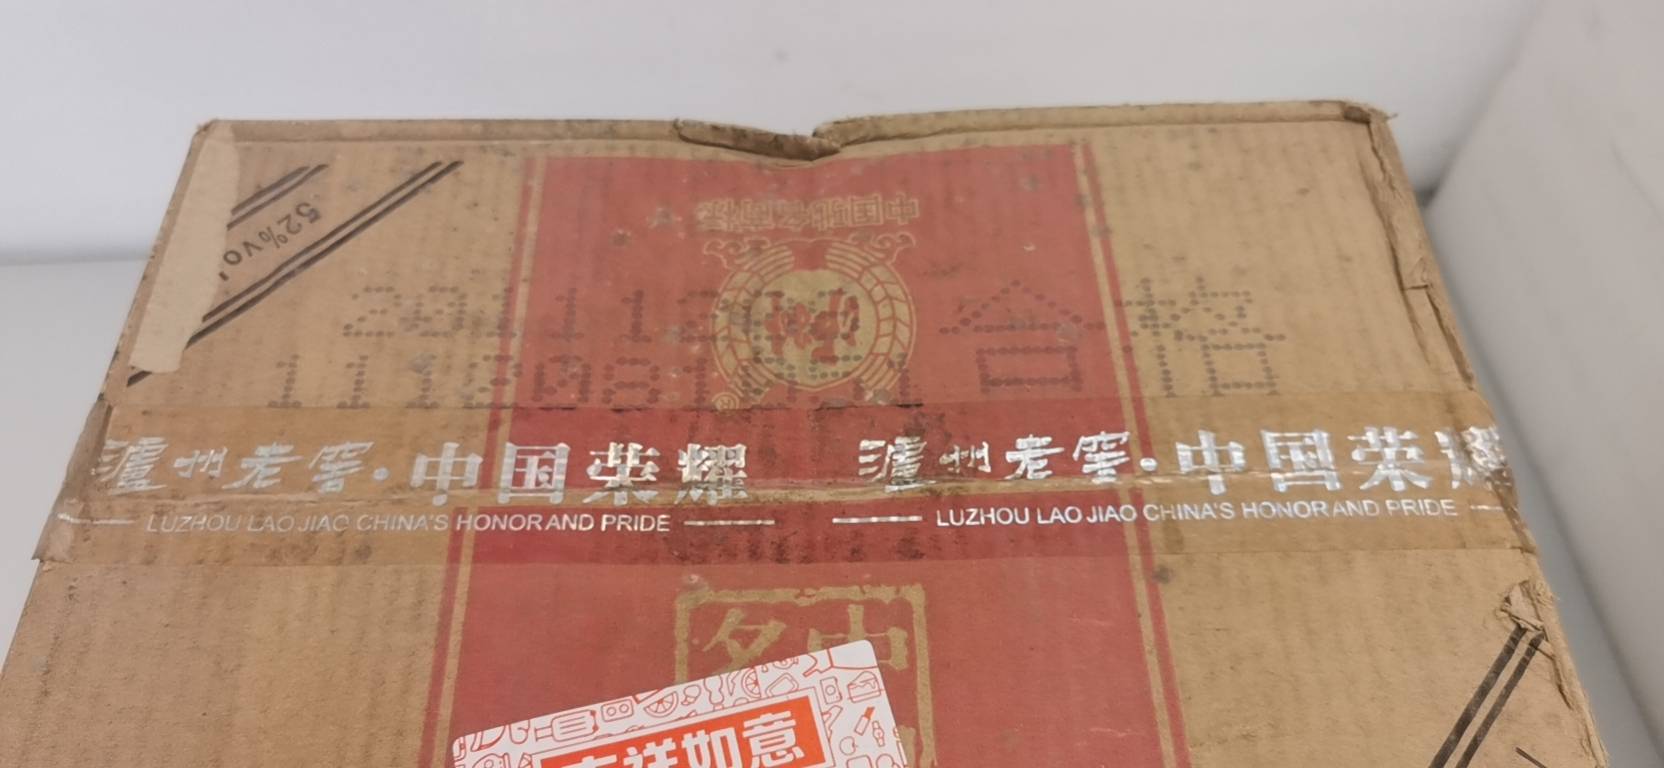 中国驰名商标
52%vol
合格
泸州老窖·中国荣耀 泸州老窖·中国荣耀
LUZHOU LAO JIAO CHINA'S HONOR AND PRIDE LUZHOU LAO JIAO CHINA'S HONOR AND PRIDE
吉祥如意